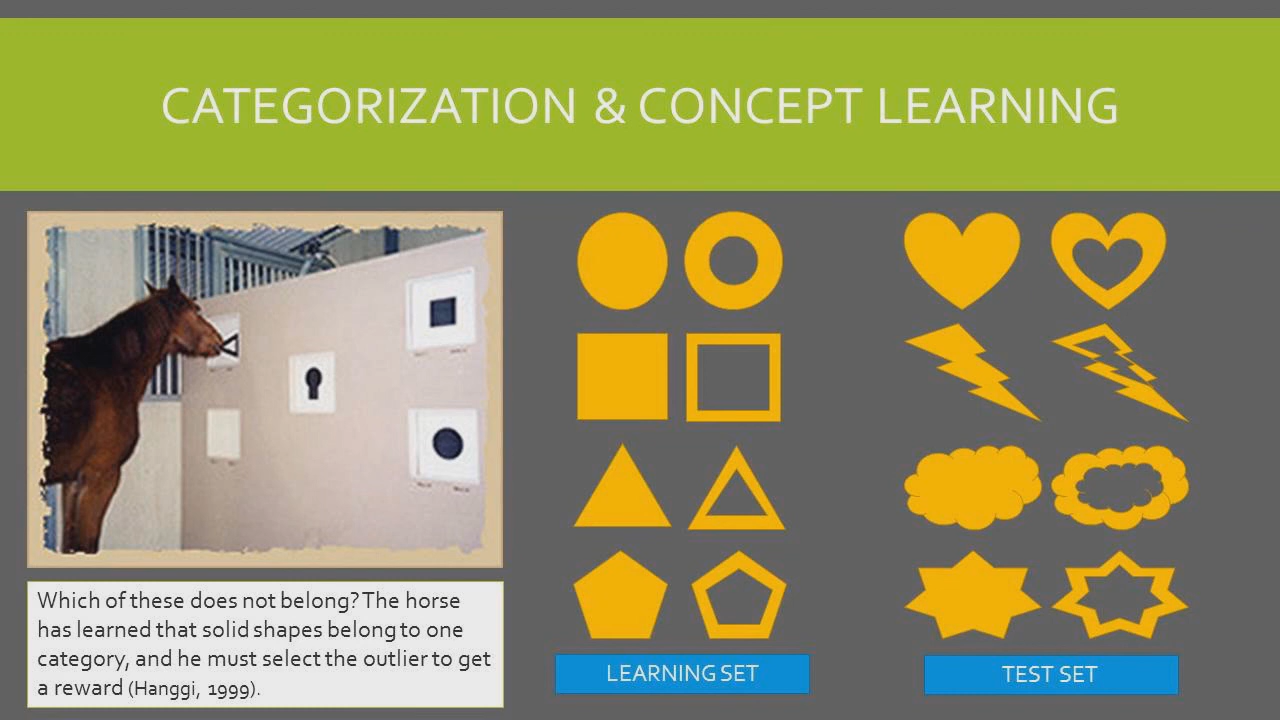 CATEGORIZATION & CONCEPT LEARNING
Which of these does not belong? The horse
has learned that solid shapes belong to one
category, and he must select the outlier to get
a reward (Hanggi, 1999).
LEARNING SET
TEST SET